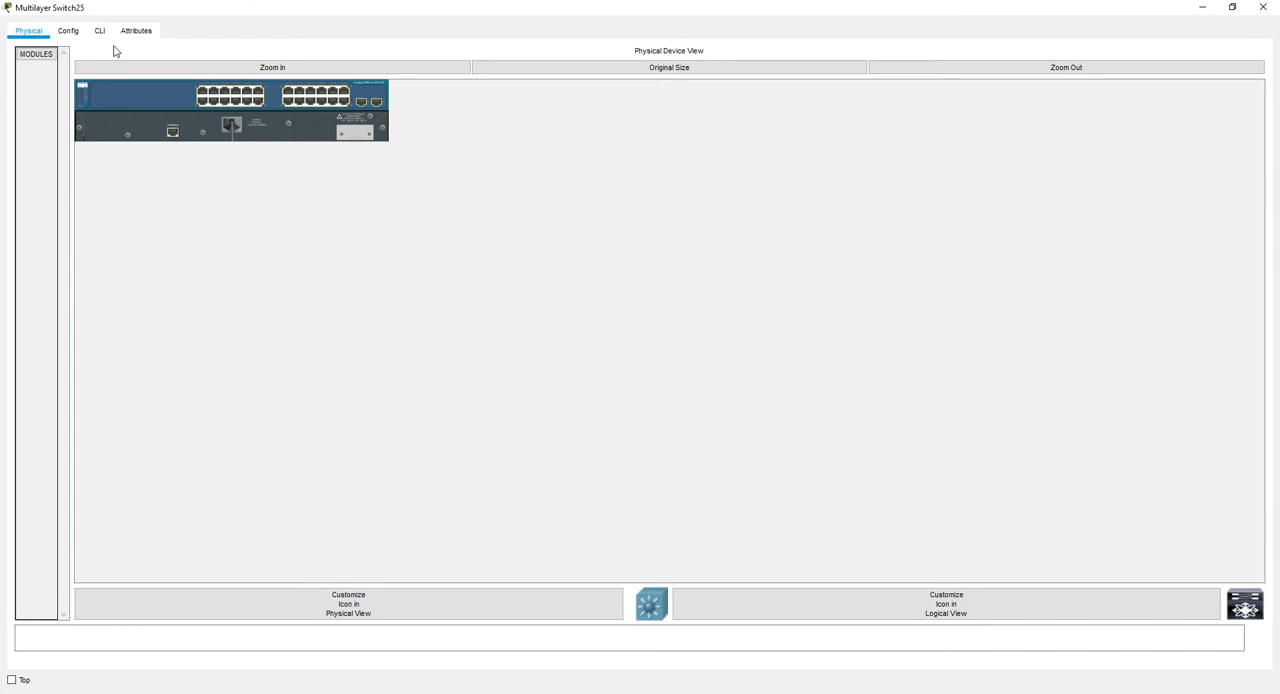 Multilayer Switch25
Physical Config CLI Attributes
MODULES
Physical Device View
Zoom In Original Size Zoom Out
Customize
Icon in
Physical View
Customize
Icon in
Logical View
Top